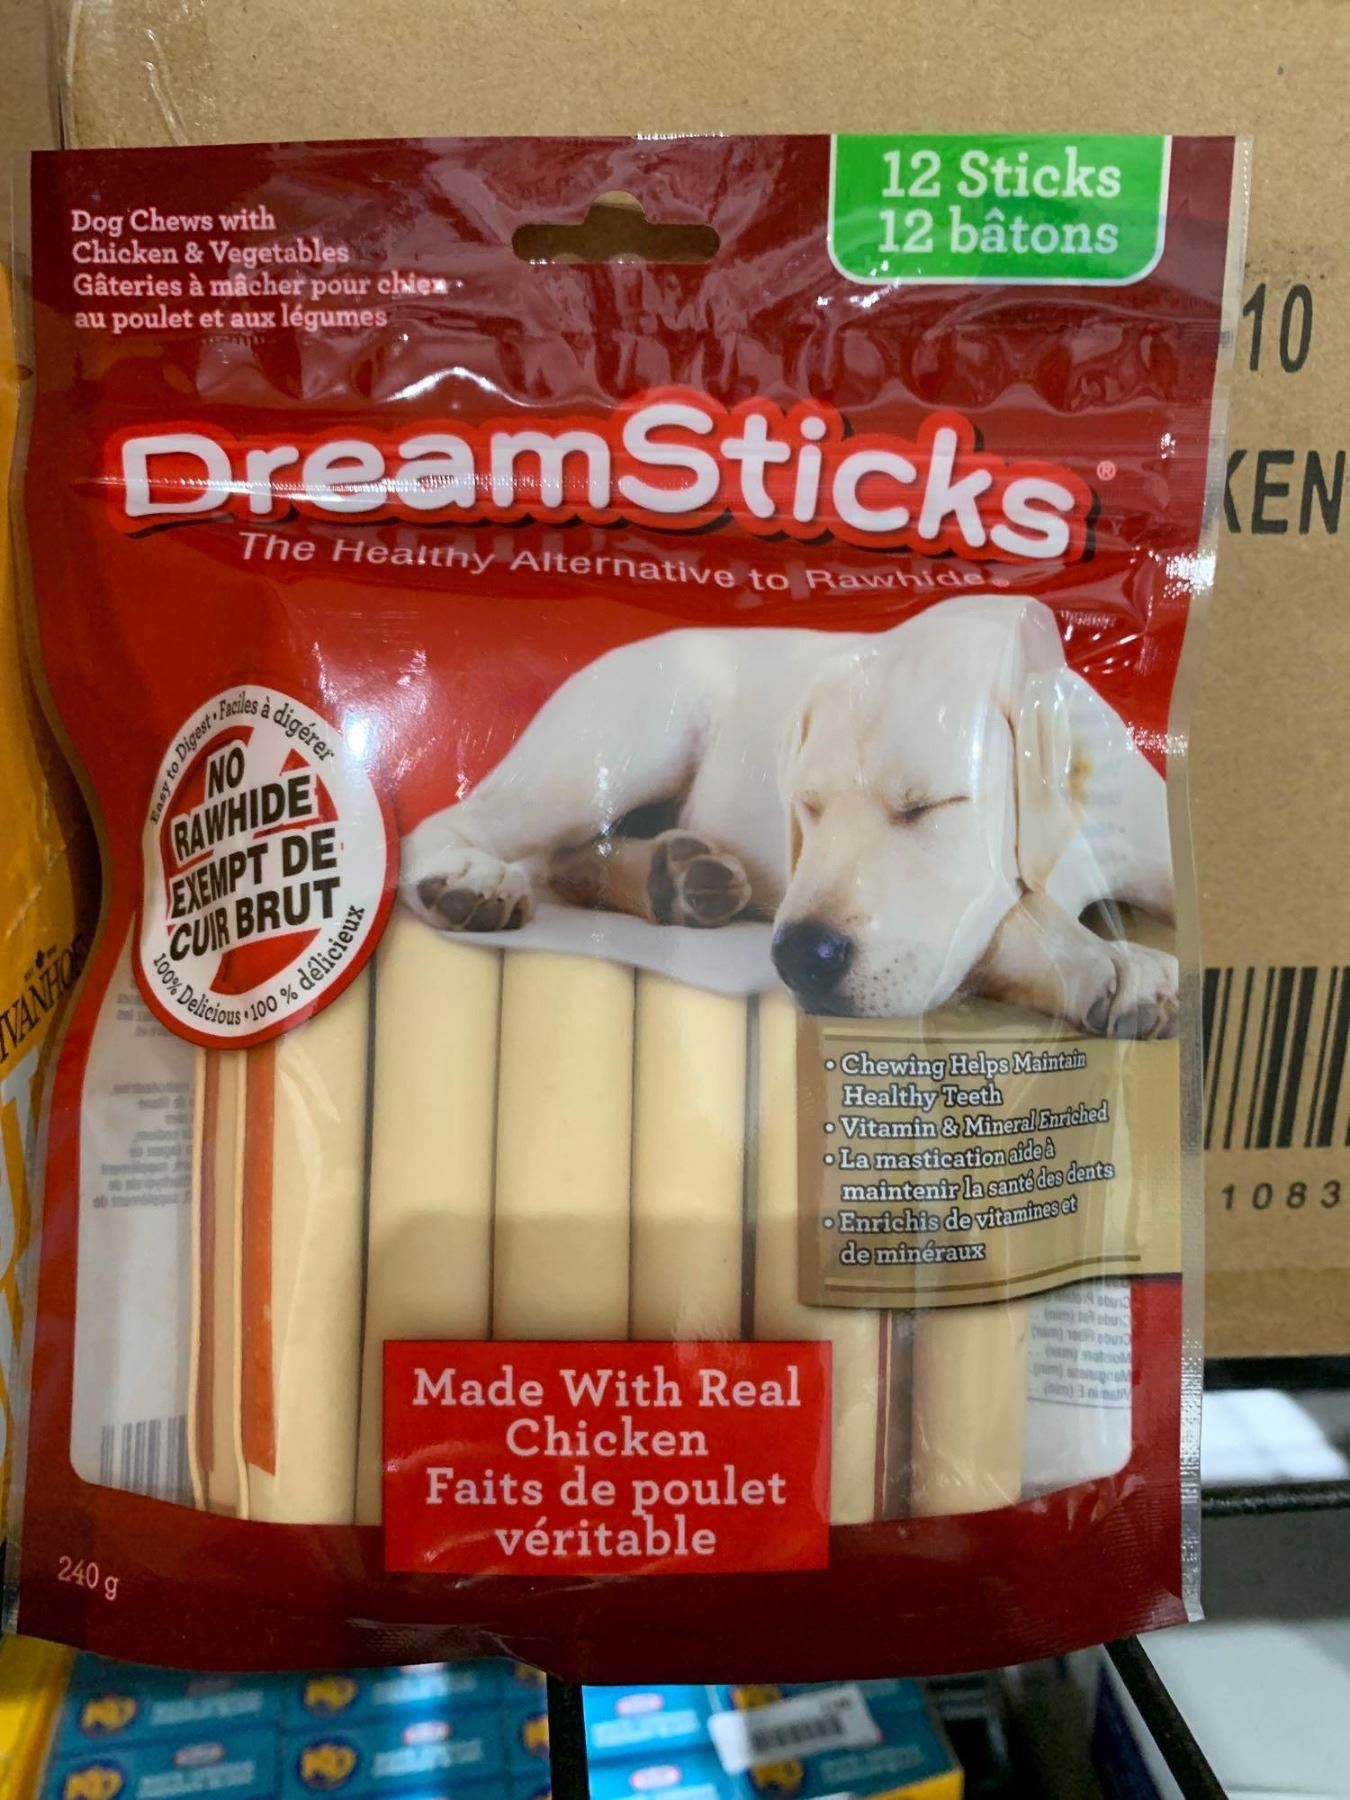 12 Sticks
12 bâtons
Dog Chews with
Chicken & Vegetables
Gâteries à mâcher pour chien
au poulet et aux légumes
10
KEN
DreamSticks®
The Healthy Alternative to Rawhide®
Easy to Digest • Faciles à digérer
NO
RAWHIDE
EXEMPT DE
CUIR BRUT
100% Delicious • 100 % délicieux
IVANHOE
• Chewing Helps Maintain
Healthy Teeth
• Vitamin & Mineral Enriched
• La mastication aide à
maintenir la santé des dents
• Enrichis de vitamines et
de minéraux
1083
Made With Real
Chicken
Faits de poulet
véritable
240 g